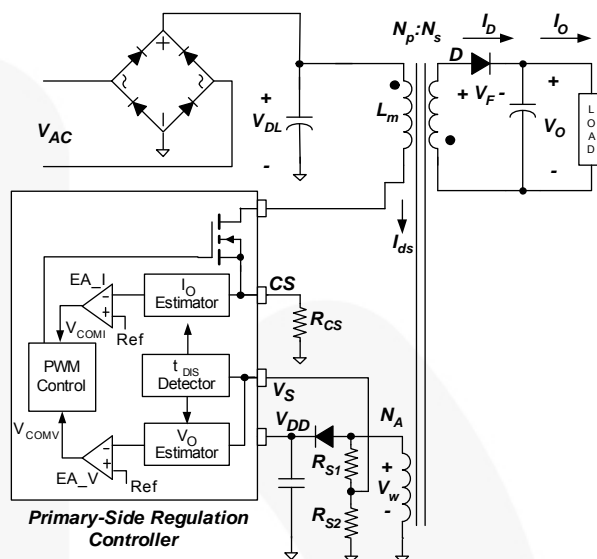 N_p:N_s
I_D
I_O
D
+
+ V_F -
+
V_AC
+
V_DL
-
L_m
V_O
-
LOAD
-
I_ds
EA_I
I_O
Estimator
CS
V_COMI
Ref
R_CS
PWM
Control
t_DIS
Detector
V_S
V_COMV
V_O
Estimator
V_DD
N_A
EA_V
Ref
R_S1
+
V_w
-
R_S2
Primary-Side Regulation
Controller